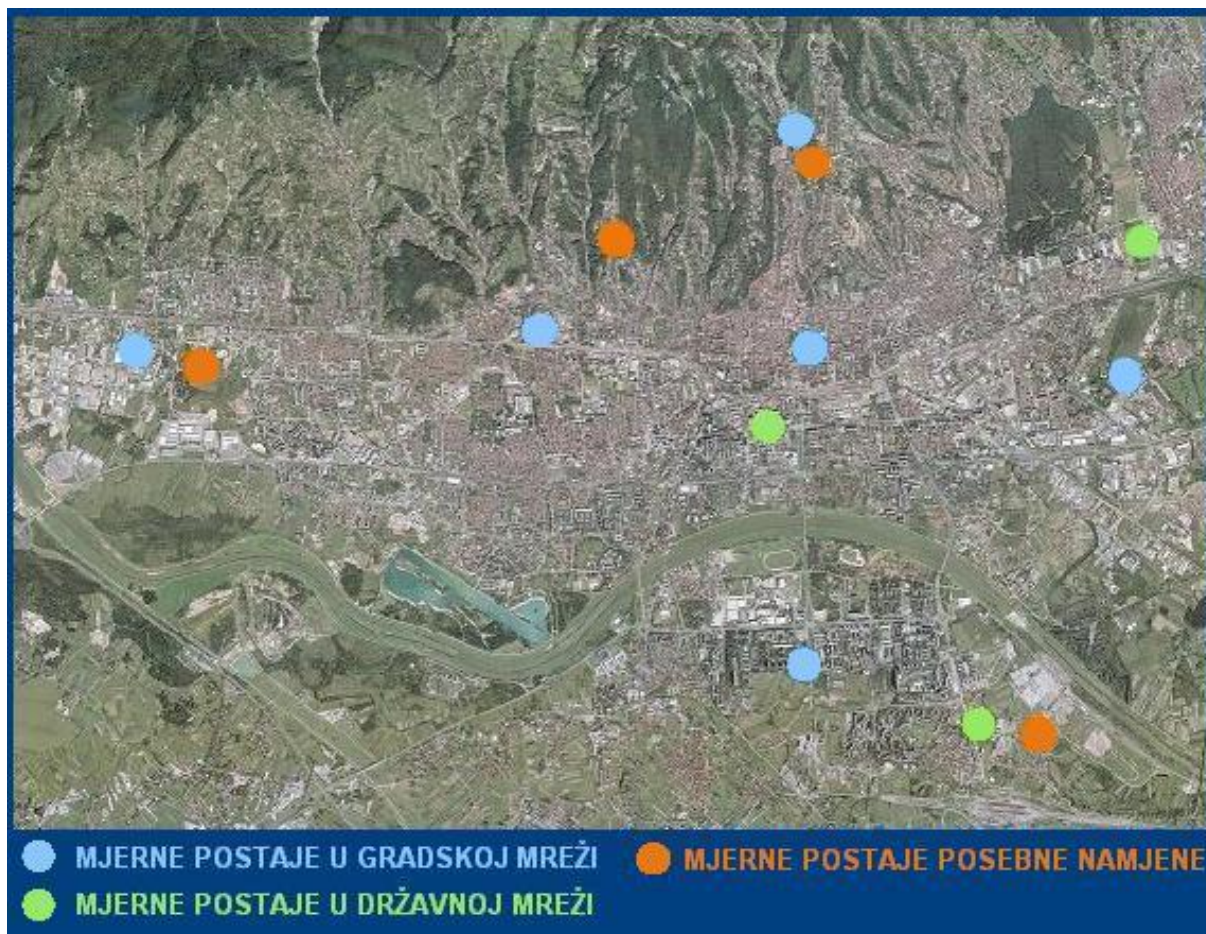 MJERNE POSTAJE U GRADSKOJ MREŽI
MJERNE POSTAJE POSEBNE NAMJENE
MJERNE POSTAJE U DRŽAVNOJ MREŽI